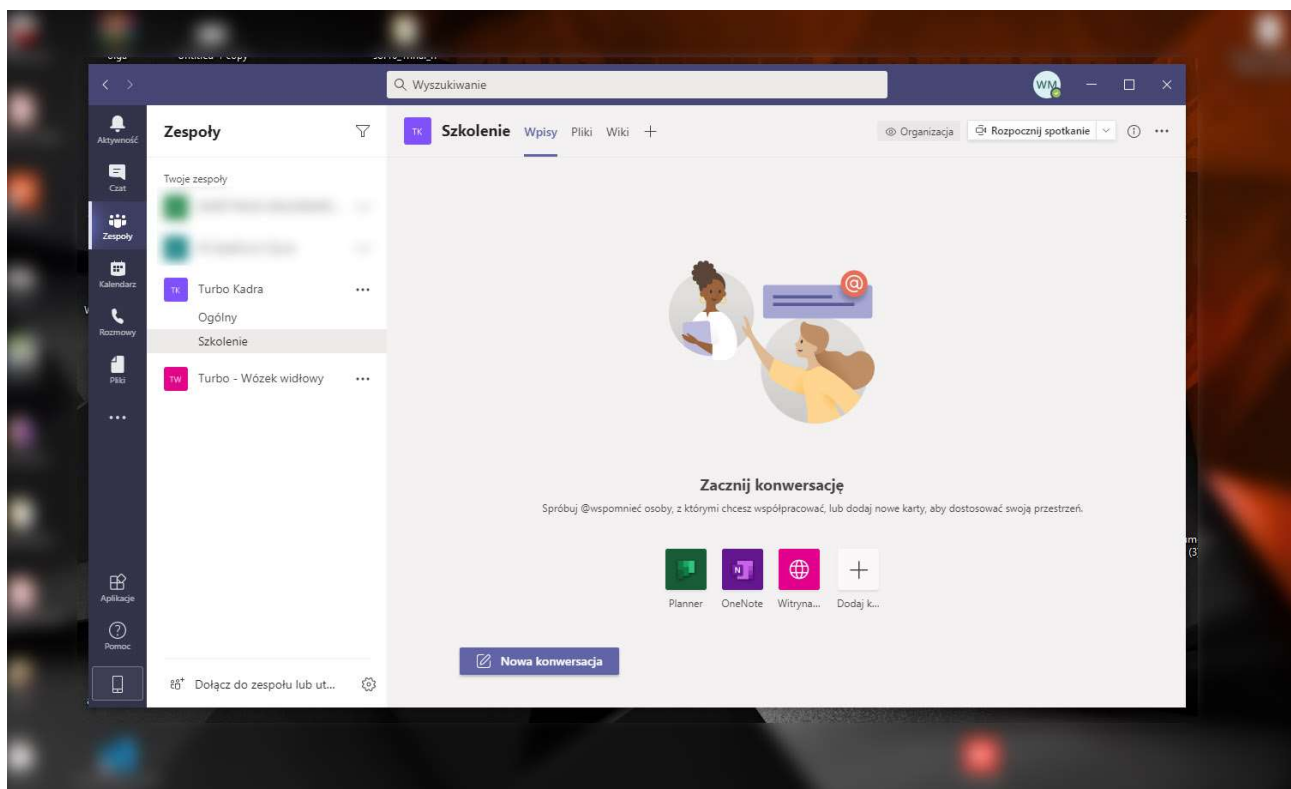 Wyszukiwanie
WM
Aktywność
Czat
Zespoły
Kalendarz
Rozmowy
Pliki
Aplikacje
Pomoc
Zespoły
Twoje zespoły
TK Turbo Kadra
Ogólny
Szkolenie
TW Turbo - Wózek widłowy
Dołącz do zespołu lub ut...
TK Szkolenie Wpisy Pliki Wiki
Organizacja Rozpocznij spotkanie
@
Zacznij konwersację
Spróbuj @wspomnieć osoby, z którymi chcesz współpracować, lub dodaj nowe karty, aby dostosować swoją przestrzeń.
N
Planner OneNote Witryna... Dodaj k...
Nowa konwersacja